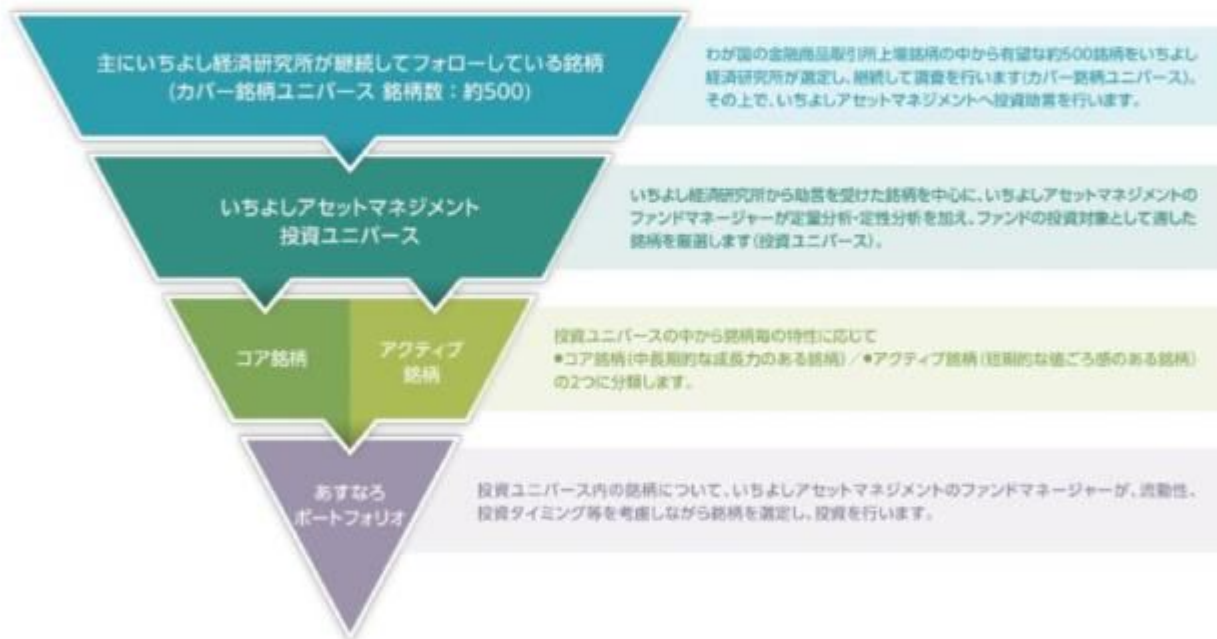 主にいちよし経済研究所が継続してフォローしている銘柄
(カバー銘柄ユニバース 銘柄数：約500)
わが国の金融商品取引所上場銘柄の中から有望な約500銘柄をいちよし
経済研究所が選定し、継続して調査を行います(カバー銘柄ユニバース)。
その上で、いちよしアセットマネジメントへ投資助言を行います。
いちよしアセットマネジメント
投資ユニバース
いちよし経済研究所から助言を受けた銘柄を中心に、いちよしアセットマネジメントの
ファンドマネージャーが定量分析・定性分析を加え、ファンドの投資対象として適した
銘柄を厳選します(投資ユニバース)。
コア銘柄
アクティブ
銘柄
投資ユニバースの中から銘柄毎の特性に応じて
●コア銘柄(中長期的な成長力のある銘柄)／●アクティブ銘柄(短期的な値ごろ感のある銘柄)
の2つに分類します。
あすなろ
ポートフォリオ
投資ユニバース内の銘柄について、いちよしアセットマネジメントのファンドマネージャーが、流動性、
投資タイミング等を考慮しながら銘柄を選定し、投資を行います。